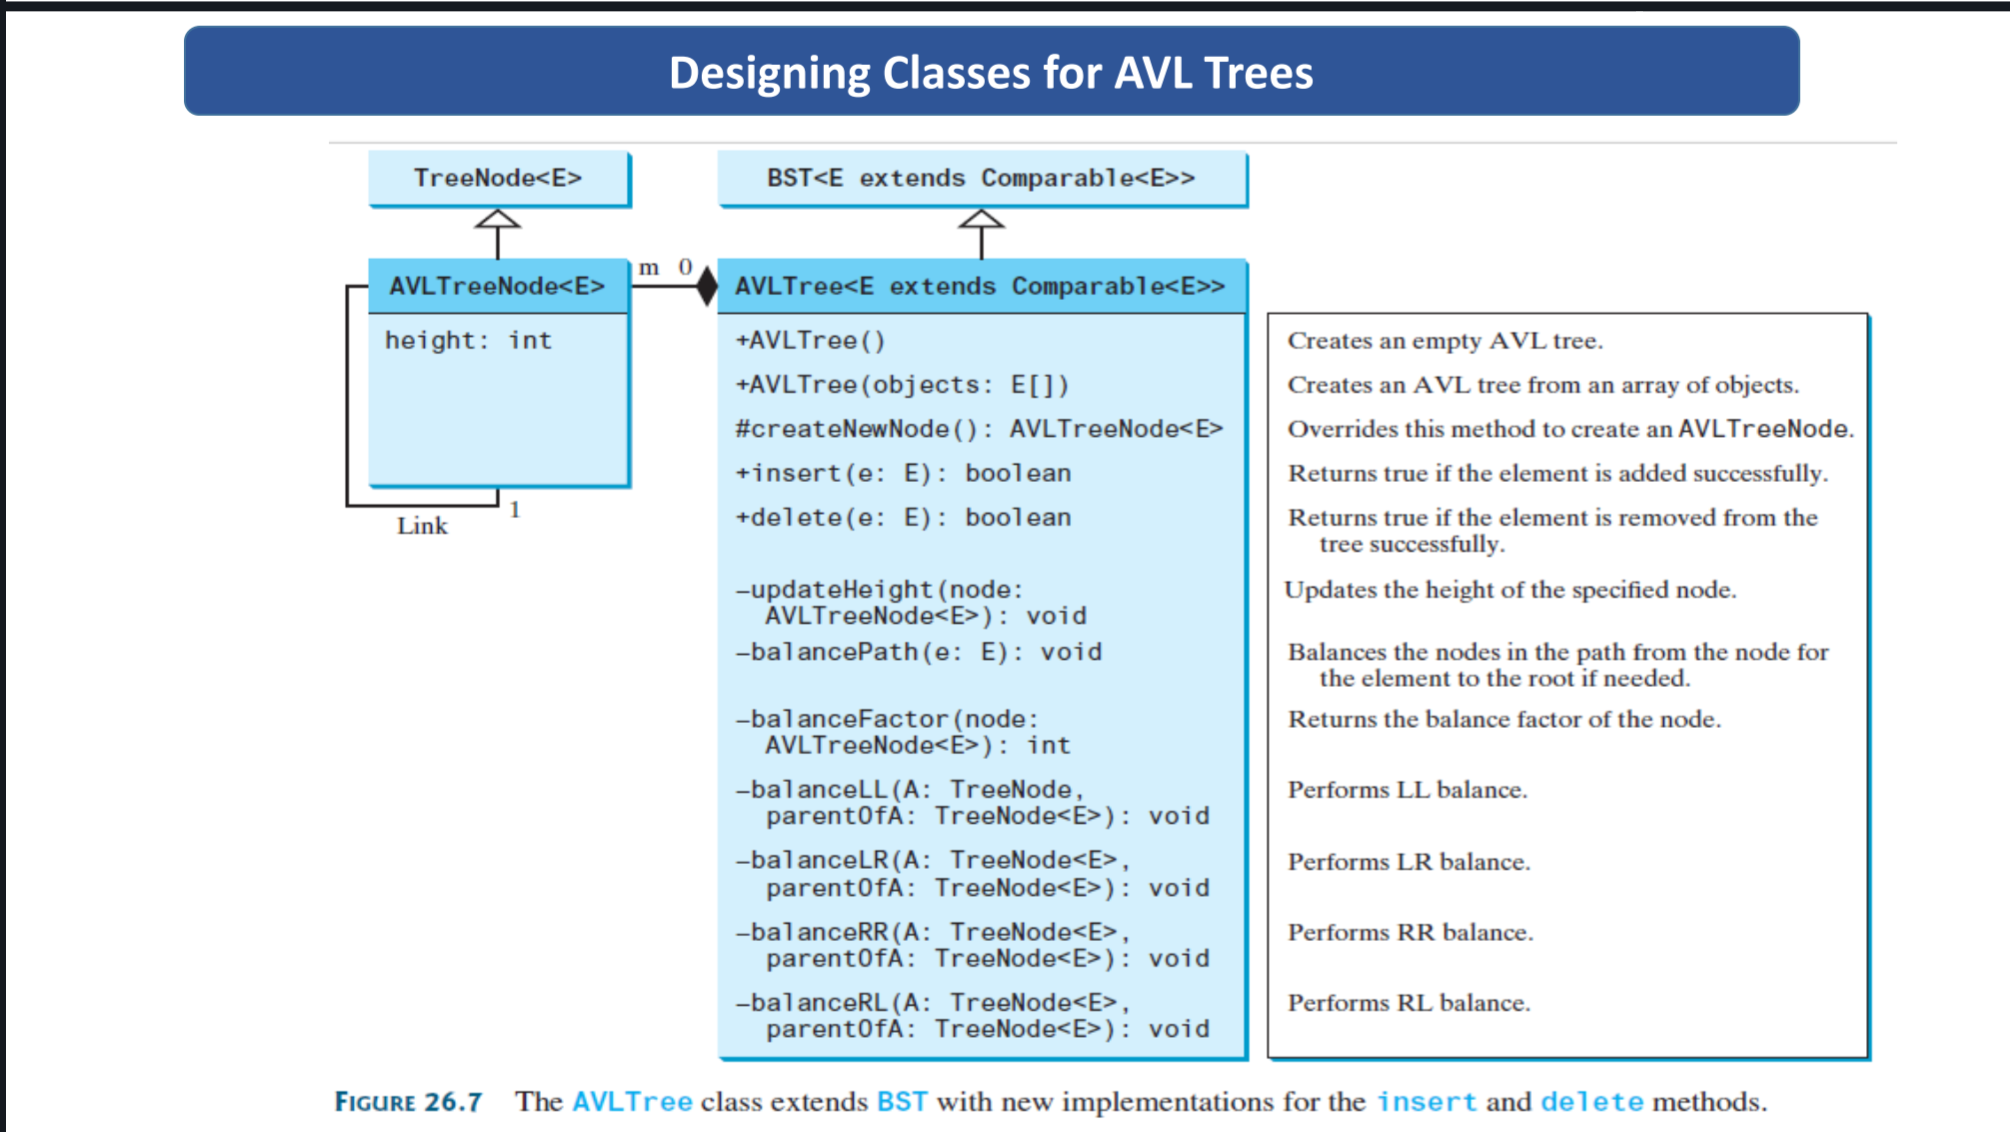 Designing Classes for AVL Trees
TreeNode<E>
BST<E extends Comparable<E>>
AVLTreeNode<E>
m 0
AVLTree<E extends Comparable<E>>
height: int
1
Link
+AVLTree()
Creates an empty AVL tree.
+AVLTree(objects: E[])
Creates an AVL tree from an array of objects.
#createNewNode(): AVLTreeNode<E>
Overrides this method to create an AVLTreeNode.
+insert(e: E): boolean
Returns true if the element is added successfully.
+delete(e: E): boolean
Returns true if the element is removed from the
tree successfully.
–updateHeight(node:
AVLTreeNode<E>): void
Updates the height of the specified node.
–balancePath(e: E): void
Balances the nodes in the path from the node for
the element to the root if needed.
–balanceFactor(node:
AVLTreeNode<E>): int
Returns the balance factor of the node.
–balanceLL(A: TreeNode,
parentOfA: TreeNode<E>): void
Performs LL balance.
–balanceLR(A: TreeNode<E>,
parentOfA: TreeNode<E>): void
Performs LR balance.
–balanceRR(A: TreeNode<E>,
parentOfA: TreeNode<E>): void
Performs RR balance.
–balanceRL(A: TreeNode<E>,
parentOfA: TreeNode<E>): void
Performs RL balance.
FIGURE 26.7 The AVLTree class extends BST with new implementations for the insert and delete methods.